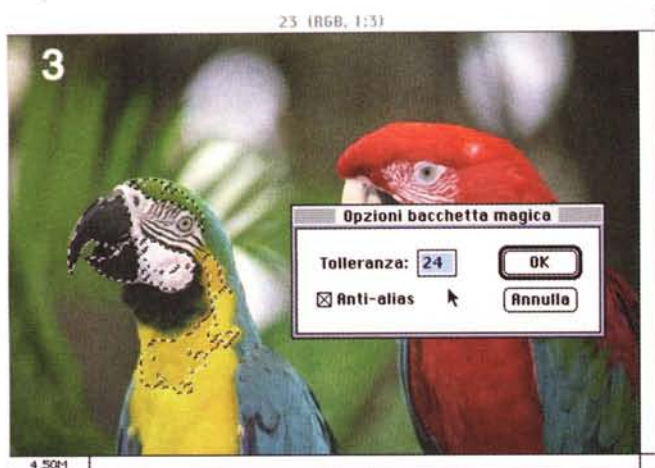 23 (RGB, 1:3)
3
Opzioni bacchetta magica
Tolleranza: 24
OK
Anti-alias
Annulla
4.50M